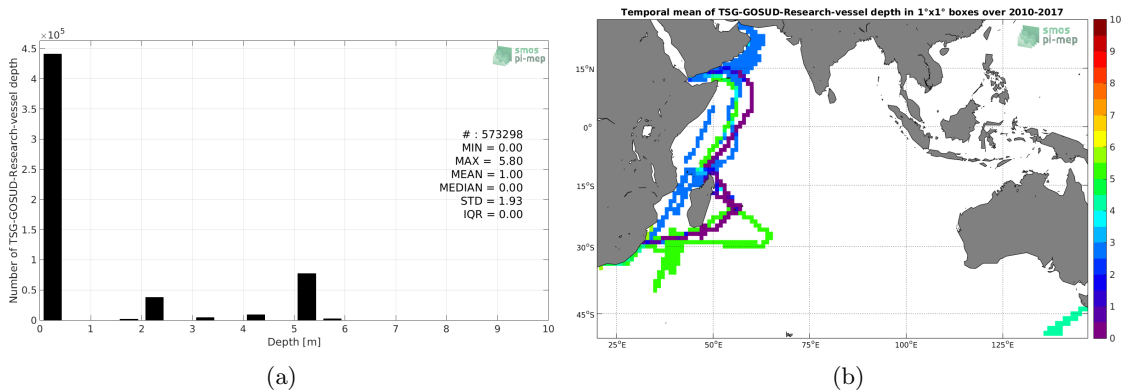 ×10⁵
4.5
4
3.5
3
2.5
2
1.5
1
0.5
0
Number of TSG-GOSUD-Research-vessel depth
smos
pi-mep
# : 573298
MIN = 0.00
MAX = 5.80
MEAN = 1.00
MEDIAN = 0.00
STD = 1.93
IQR = 0.00
0 1 2 3 4 5 6 7 8 9 10
Depth [m]
(a)
Temporal mean of TSG-GOSUD-Research-vessel depth in 1°x1° boxes over 2010-2017
smos
pi-mep
15°N
0°
15°S
30°S
45°S
25°E 50°E 75°E 100°E 125°E
10
9
8
7
6
5
4
3
2
1
0
(b)